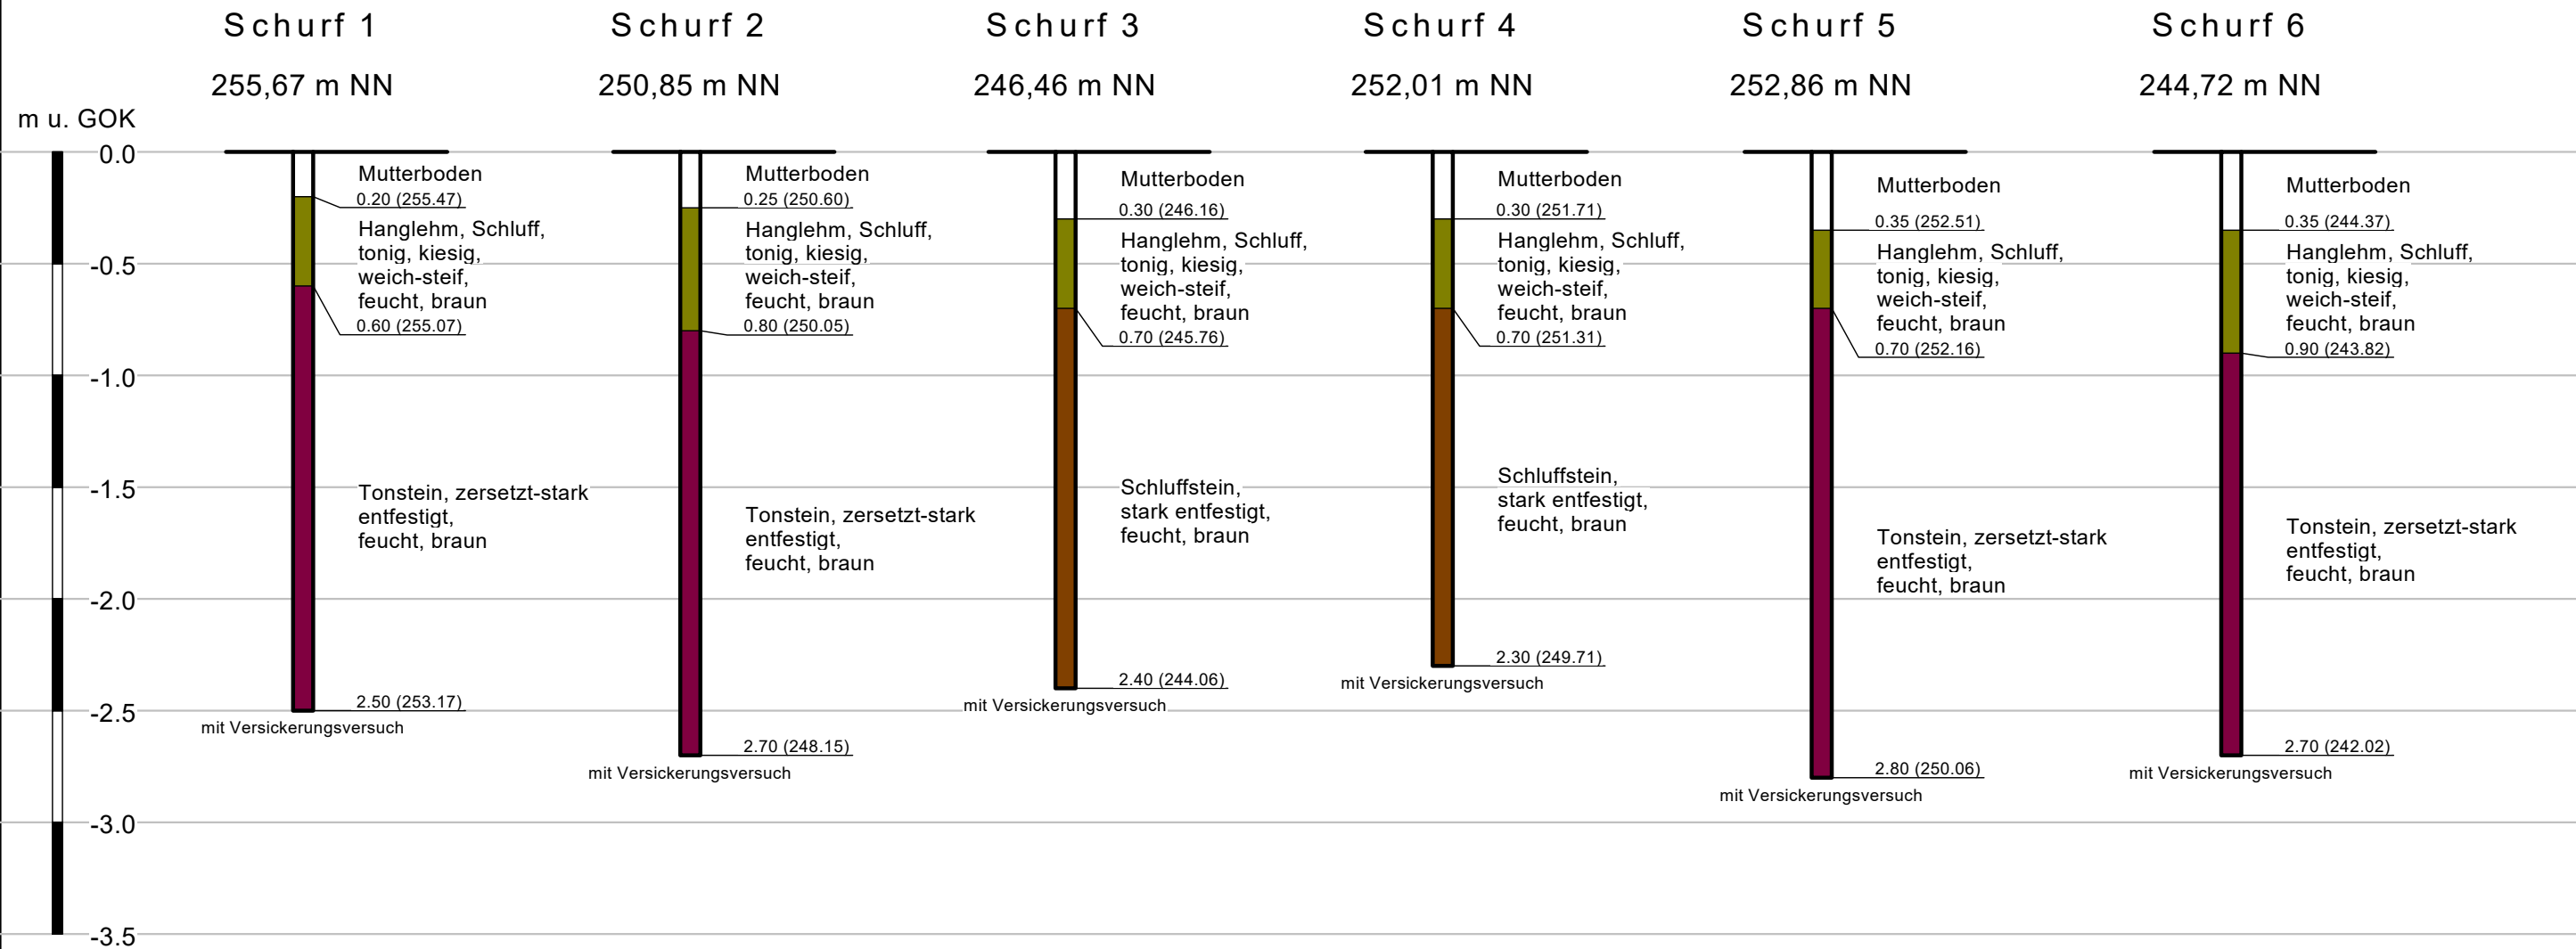 Schurf 1
255,67 m NN
Schurf 2
250,85 m NN
Schurf 3
246,46 m NN
Schurf 4
252,01 m NN
Schurf 5
252,86 m NN
Schurf 6
244,72 m NN
m u. GOK
0.0
-0.5
-1.0
-1.5
-2.0
-2.5
-3.0
-3.5
Mutterboden
0.20 (255.47)
Hanglehm, Schluff,
tonig, kiesig,
weich-steif,
feucht, braun
0.60 (255.07)
Tonstein, zersetzt-stark
entfestigt,
feucht, braun
2.50 (253.17)
mit Versickerungsversuch
Mutterboden
0.25 (250.60)
Hanglehm, Schluff,
tonig, kiesig,
weich-steif,
feucht, braun
0.80 (250.05)
Tonstein, zersetzt-stark
entfestigt,
feucht, braun
2.70 (248.15)
mit Versickerungsversuch
Mutterboden
0.30 (246.16)
Hanglehm, Schluff,
tonig, kiesig,
weich-steif,
feucht, braun
0.70 (245.76)
Schluffstein,
stark entfestigt,
feucht, braun
2.40 (244.06)
mit Versickerungsversuch
Mutterboden
0.30 (251.71)
Hanglehm, Schluff,
tonig, kiesig,
weich-steif,
feucht, braun
0.70 (251.31)
Schluffstein,
stark entfestigt,
feucht, braun
2.30 (249.71)
mit Versickerungsversuch
Mutterboden
0.35 (252.51)
Hanglehm, Schluff,
tonig, kiesig,
weich-steif,
feucht, braun
0.70 (252.16)
Tonstein, zersetzt-stark
entfestigt,
feucht, braun
2.80 (250.06)
mit Versickerungsversuch
Mutterboden
0.35 (244.37)
Hanglehm, Schluff,
tonig, kiesig,
weich-steif,
feucht, braun
0.90 (243.82)
Tonstein, zersetzt-stark
entfestigt,
feucht, braun
2.70 (242.02)
mit Versickerungsversuch